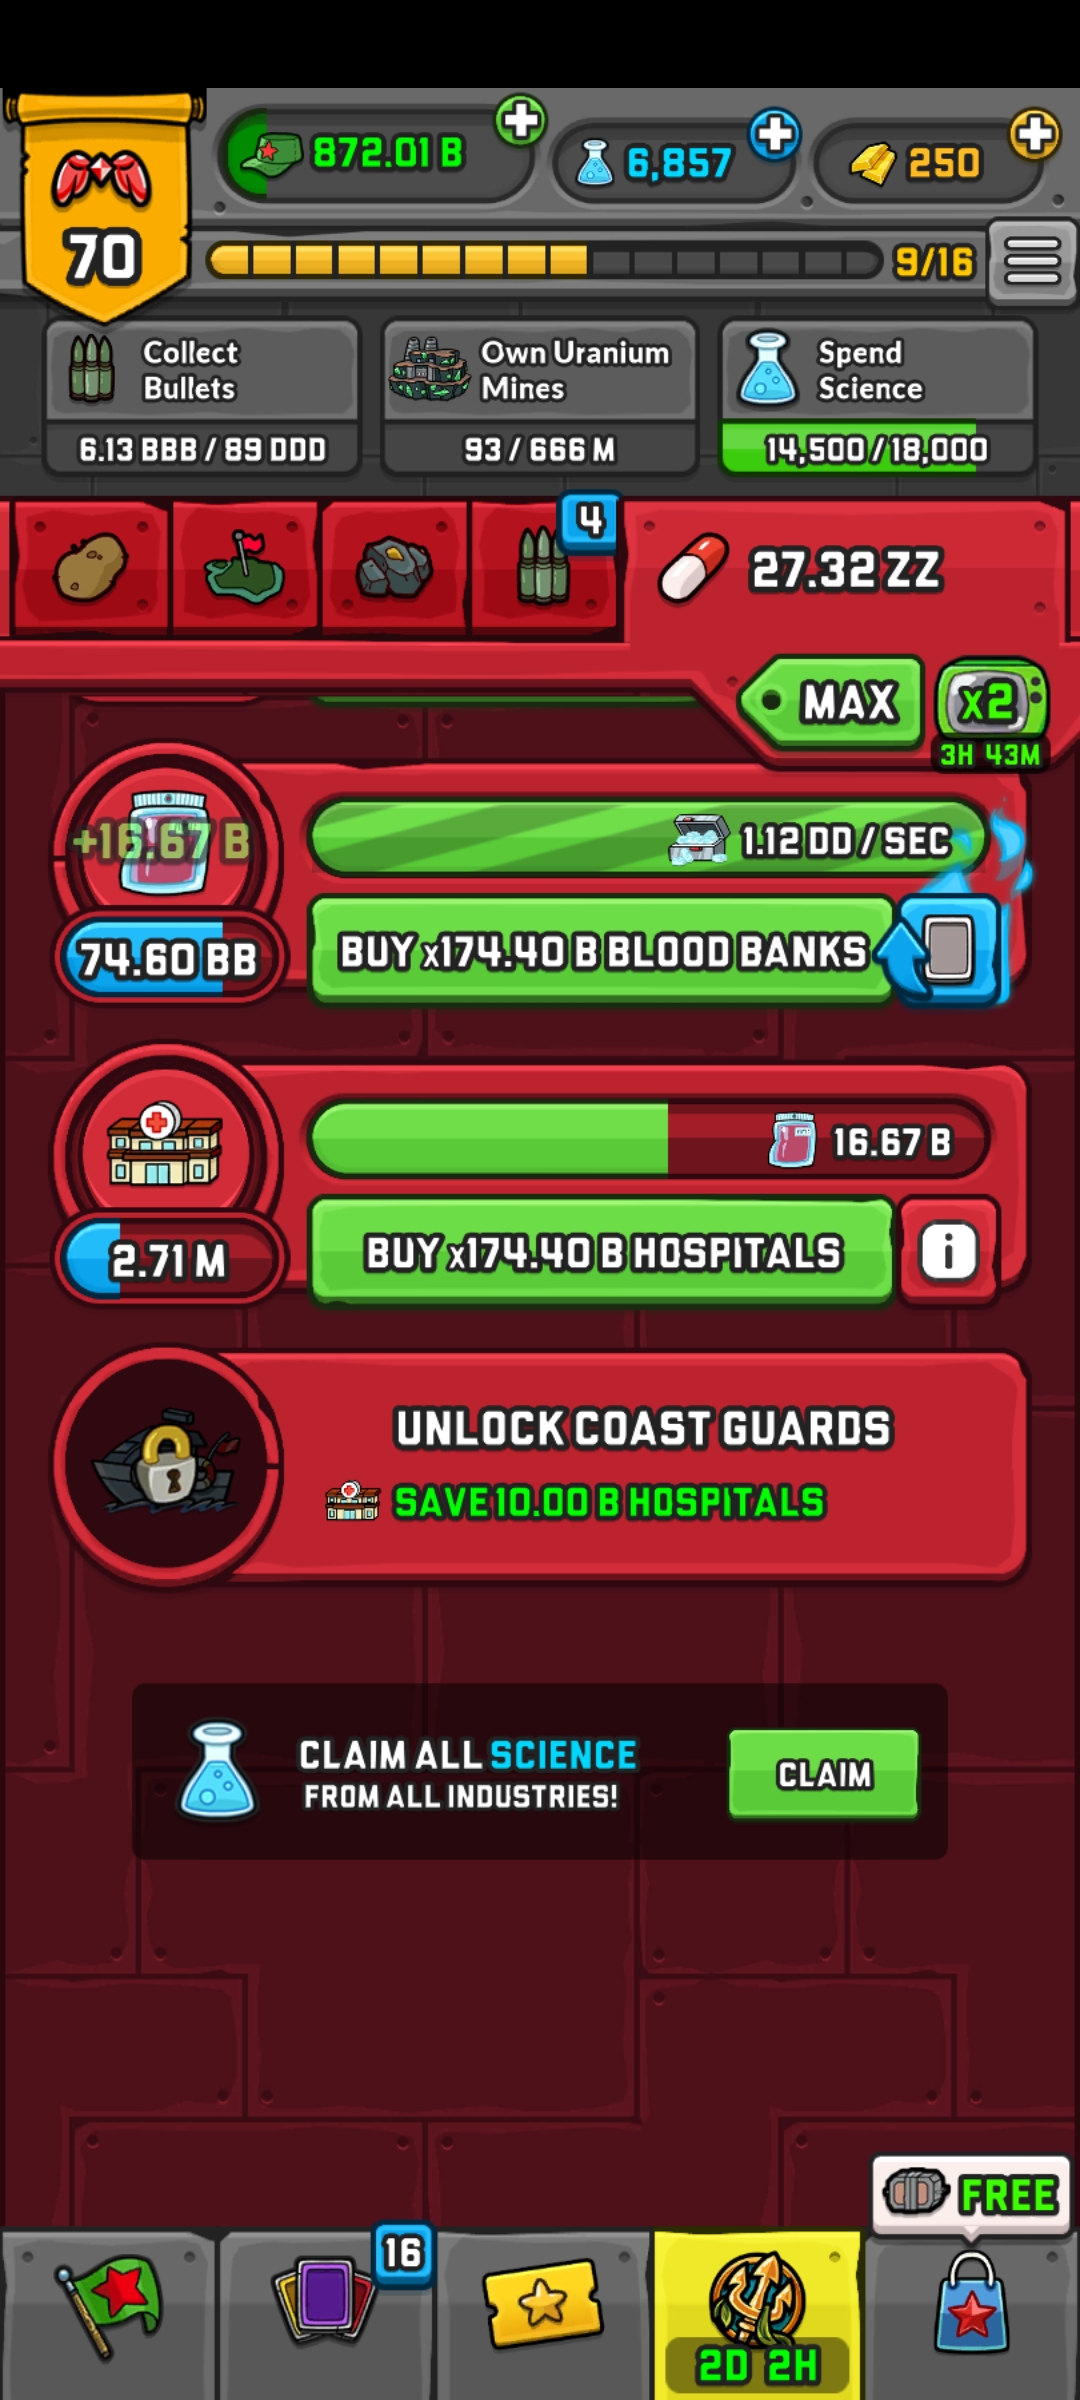 872.01 B
6,857
250
70
9/16
Collect
Bullets
6.13 BBB / 89 DDD
Own Uranium
Mines
93 / 666 M
Spend
Science
14,500/18,000
4
27.32 ZZ
MAX
x2
3H 43M
+16.67 B
1.12 DD / SEC
74.60 BB
BUY x174.40 B BLOOD BANKS
16.67 B
2.71 M
BUY x174.40 B HOSPITALS
i
UNLOCK COAST GUARDS
SAVE 10.00 B HOSPITALS
CLAIM ALL SCIENCE
FROM ALL INDUSTRIES!
CLAIM
FREE
16
2D 2H